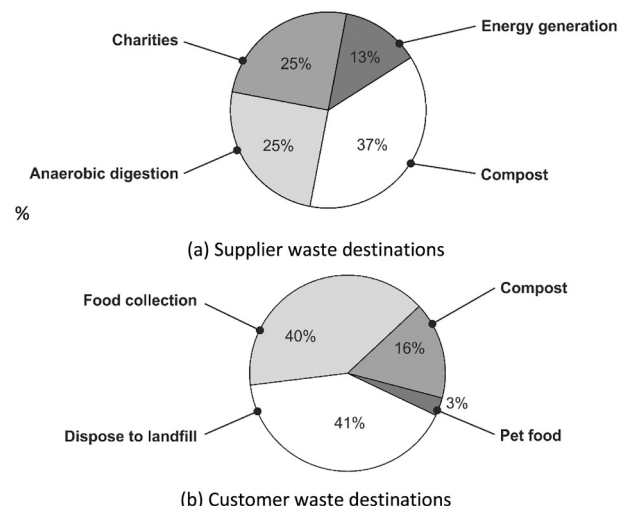 Charities
Energy generation
25%
13%
25%
37%
Anaerobic digestion
Compost
%
(a) Supplier waste destinations
Food collection
Compost
40%
16%
3%
Dispose to landfill
41%
Pet food
(b) Customer waste destinations